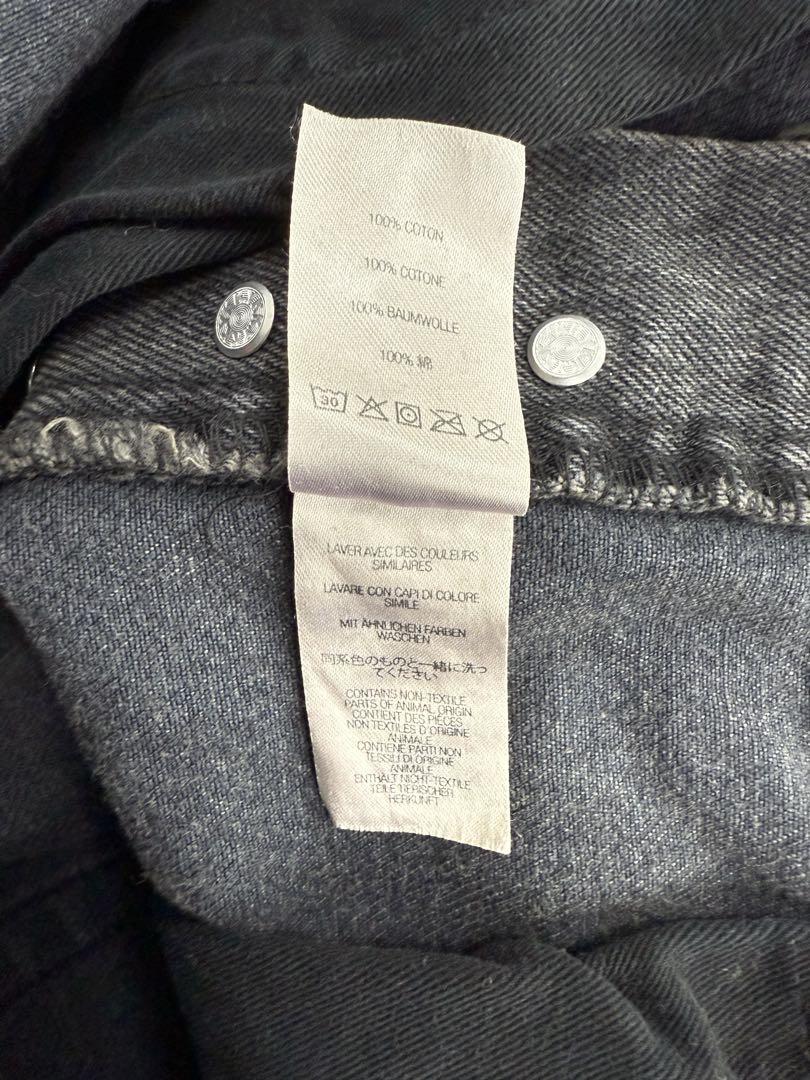 100% COTON
100% COTONE
100% BAUMWOLLE
100% 綿
30
LAVER AVEC DES COULEURS
SIMILAIRES
LAVARE CON CAPI DI COLORE
SIMILE
MIT ÄHNLICHEN FARBEN
WASCHEN
同系色のものと一緒に洗っ
てください
CONTAINS NON-TEXTILE
PARTS OF ANIMAL ORIGIN
CONTIENT DES PIÈCES
NON TEXTILES D'ORIGINE
ANIMALE
CONTIENE PARTI NON
TESSILI DI ORIGINE
ANIMALE
ENTHÄLT NICHT-TEXTILE
TEILE TIERISCHER
HERKUNFT